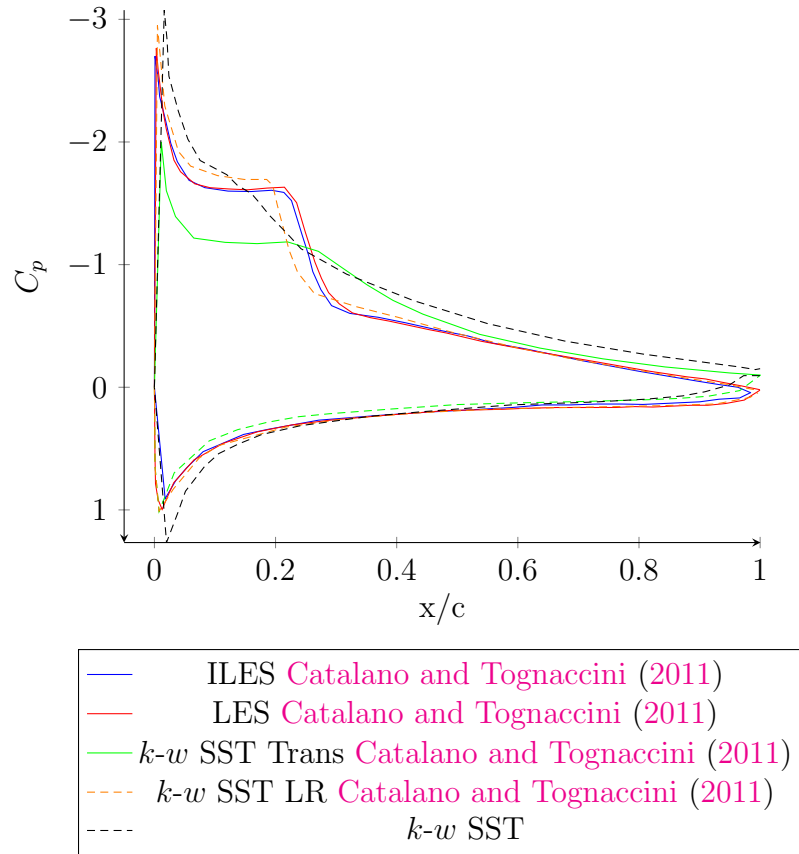 −3
−2
−1
0
1
C_p
0
0.2
0.4
0.6
0.8
1
x/c
ILES Catalano and Tognaccini (2011)
LES Catalano and Tognaccini (2011)
k-w SST Trans Catalano and Tognaccini (2011)
k-w SST LR Catalano and Tognaccini (2011)
k-w SST